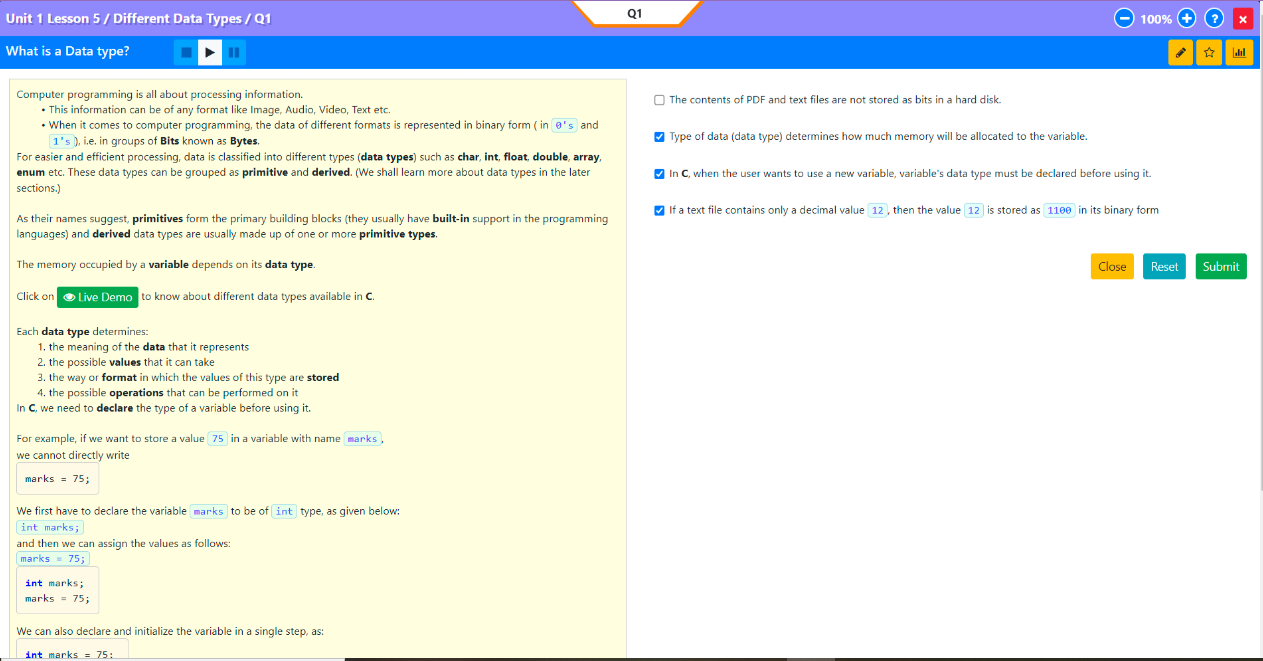 Unit 1 Lesson 5 / Different Data Types / Q1
Q1
100%
?
×
What is a Data type?
Computer programming is all about processing information.
• This information can be of any format like Image, Audio, Video, Text etc.
• When it comes to computer programming, the data of different formats is represented in binary form ( in 0's and
1's), i.e. in groups of Bits known as Bytes.
For easier and efficient processing, data is classified into different types (data types) such as char, int, float, double, array,
enum etc. These data types can be grouped as primitive and derived. (We shall learn more about data types in the later
sections.)
As their names suggest, primitives form the primary building blocks (they usually have built-in support in the programming
languages) and derived data types are usually made up of one or more primitive types.
The memory occupied by a variable depends on its data type.
Click on Live Demo to know about different data types available in C.
Each data type determines:
1. the meaning of the data that it represents
2. the possible values that it can take
3. the way or format in which the values of this type are stored
4. the possible operations that can be performed on it
In C, we need to declare the type of a variable before using it.
For example, if we want to store a value 75 in a variable with name marks,
we cannot directly write
marks = 75;
We first have to declare the variable marks to be of int type, as given below:
int marks;
and then we can assign the values as follows:
marks = 75;
int marks;
marks = 75;
We can also declare and initialize the variable in a single step, as:
int marks = 75;
The contents of PDF and text files are not stored as bits in a hard disk.
Type of data (data type) determines how much memory will be allocated to the variable.
In C, when the user wants to use a new variable, variable's data type must be declared before using it.
If a text file contains only a decimal value 12, then the value 12 is stored as 1100 in its binary form
Close Reset Submit